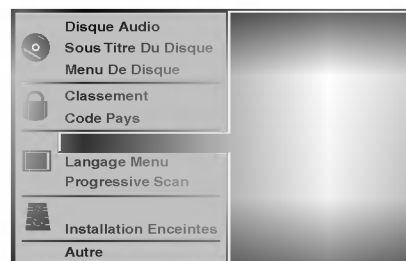 Disque Audio
Sous Titre Du Disque
Menu De Disque
Classement
Code Pays
Langage Menu
Progressive Scan
Installation Enceintes
Autre